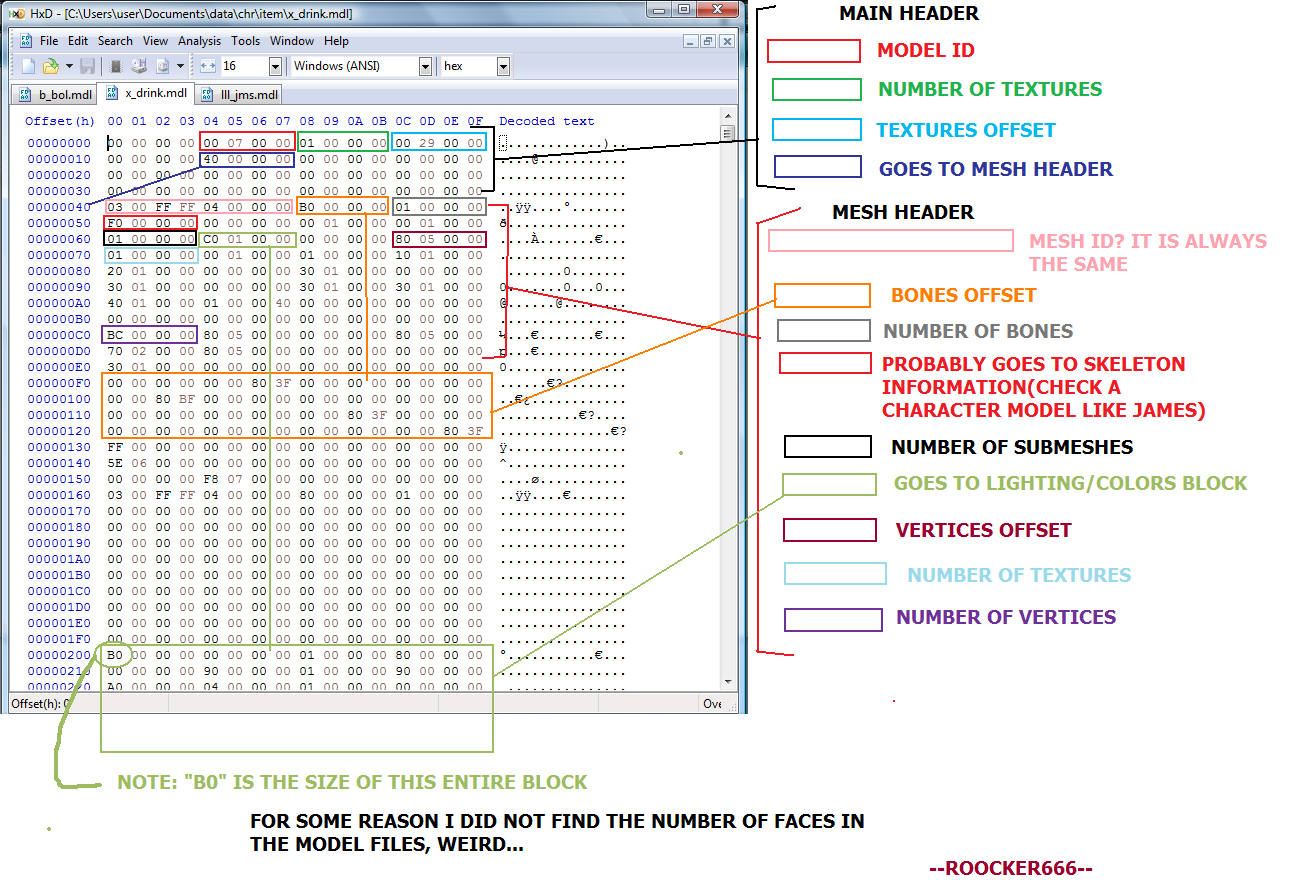 HxD - [C:\Users\user\Documents\data\chr\item\x_drink.mdl]
File Edit Search View Analysis Tools Window Help
16 Windows (ANSI) hex
b_bol.mdl x_drink.mdl lll_jms.mdl
Offset(h) 00 01 02 03 04 05 06 07 08 09 0A 0B 0C 0D 0E 0F Decoded text
00000000 00 00 00 00 00 07 00 00 01 00 00 00 00 29 00 00 .............)..
00000010 00 00 00 00 40 00 00 00 00 00 00 00 00 00 00 00 ....@...........
00000020 00 00 00 00 00 00 00 00 00 00 00 00 00 00 00 00 ................
00000030 00 00 00 00 00 00 00 00 00 00 00 00 00 00 00 00 ................
00000040 03 00 FF FF 04 00 00 00 B0 00 00 00 01 00 00 00 ..ÿÿ....°.......
00000050 F0 00 00 00 00 00 00 00 00 00 00 00 00 01 00 00 ð...............
00000060 01 00 00 00 C0 01 00 00 00 00 00 00 80 05 00 00 ....À.......€...
00000070 01 00 00 00 00 01 00 00 01 00 00 00 10 01 00 00 ................
00000080 20 01 00 00 00 00 00 00 30 01 00 00 00 00 00 00 .......0.......
00000090 30 01 00 00 00 00 00 00 30 01 00 00 30 01 00 00 0.......0...0...
000000A0 40 01 00 00 01 00 00 00 40 00 00 00 00 00 00 00 @.......@.......
000000B0 00 00 00 00 00 00 00 00 00 00 00 00 00 00 00 00 ................
000000C0 BC 00 00 00 80 05 00 00 00 00 00 00 80 05 00 00 ¼...€.......€...
000000D0 70 02 00 00 80 05 00 00 00 00 00 00 00 00 00 00 p...€...........
000000E0 30 01 00 00 00 00 00 00 00 00 00 00 00 00 00 00 0...............
000000F0 00 00 00 00 00 00 80 3F 00 00 00 00 00 00 00 00 ......€?........
00000100 00 00 80 BF 00 00 00 00 00 00 00 00 00 00 00 00 ..€¿............
00000110 00 00 00 00 00 00 00 00 00 00 80 3F 00 00 00 00 ..........€?....
00000120 00 00 00 00 00 00 00 00 00 00 00 00 00 00 80 3F ..............€?
00000130 FF 00 00 00 00 00 00 00 00 00 00 00 00 00 00 00 ÿ...............
00000140 5E 06 00 00 00 00 00 00 00 00 00 00 00 00 00 00 ^...............
00000150 00 00 00 00 F8 07 00 00 00 00 00 00 00 00 00 00 ....ø...........
00000160 03 00 FF FF 04 00 00 00 80 00 00 00 01 00 00 00 ..ÿÿ....€.......
00000170 00 00 00 00 00 00 00 00 00 00 00 00 00 00 00 00 ................
00000180 00 00 00 00 00 00 00 00 00 00 00 00 00 00 00 00 ................
00000190 00 00 00 00 00 00 00 00 00 00 00 00 00 00 00 00 ................
000001A0 00 00 00 00 00 00 00 00 00 00 00 00 00 00 00 00 ................
000001B0 00 00 00 00 00 00 00 00 00 00 00 00 00 00 00 00 ................
000001C0 00 00 00 00 00 00 00 00 00 00 00 00 00 00 00 00 ................
000001D0 00 00 00 00 00 00 00 00 00 00 00 00 00 00 00 00 ................
000001E0 00 00 00 00 00 00 00 00 00 00 00 00 00 00 00 00 ................
000001F0 00 00 00 00 00 00 00 00 00 00 00 00 00 00 00 00 ................
00000200 B0 00 00 00 00 00 00 00 01 00 00 00 80 00 00 00 °...........€...
00000210 00 00 00 00 90 00 00 00 01 00 00 00 90 00 00 00 ................
00000220 A0 00 00 00 04 00 00 00 01 00 00 00
Offset(h): 0
MAIN HEADER
MODEL ID
NUMBER OF TEXTURES
TEXTURES OFFSET
GOES TO MESH HEADER
MESH HEADER
MESH ID? IT IS ALWAYS
THE SAME
BONES OFFSET
NUMBER OF BONES
PROBABLY GOES TO SKELETON
INFORMATION(CHECK A
CHARACTER MODEL LIKE JAMES)
NUMBER OF SUBMESHES
GOES TO LIGHTING/COLORS BLOCK
VERTICES OFFSET
NUMBER OF TEXTURES
NUMBER OF VERTICES
NOTE: "B0" IS THE SIZE OF THIS ENTIRE BLOCK
FOR SOME REASON I DID NOT FIND THE NUMBER OF FACES IN
THE MODEL FILES, WEIRD...
--ROOCKER666--